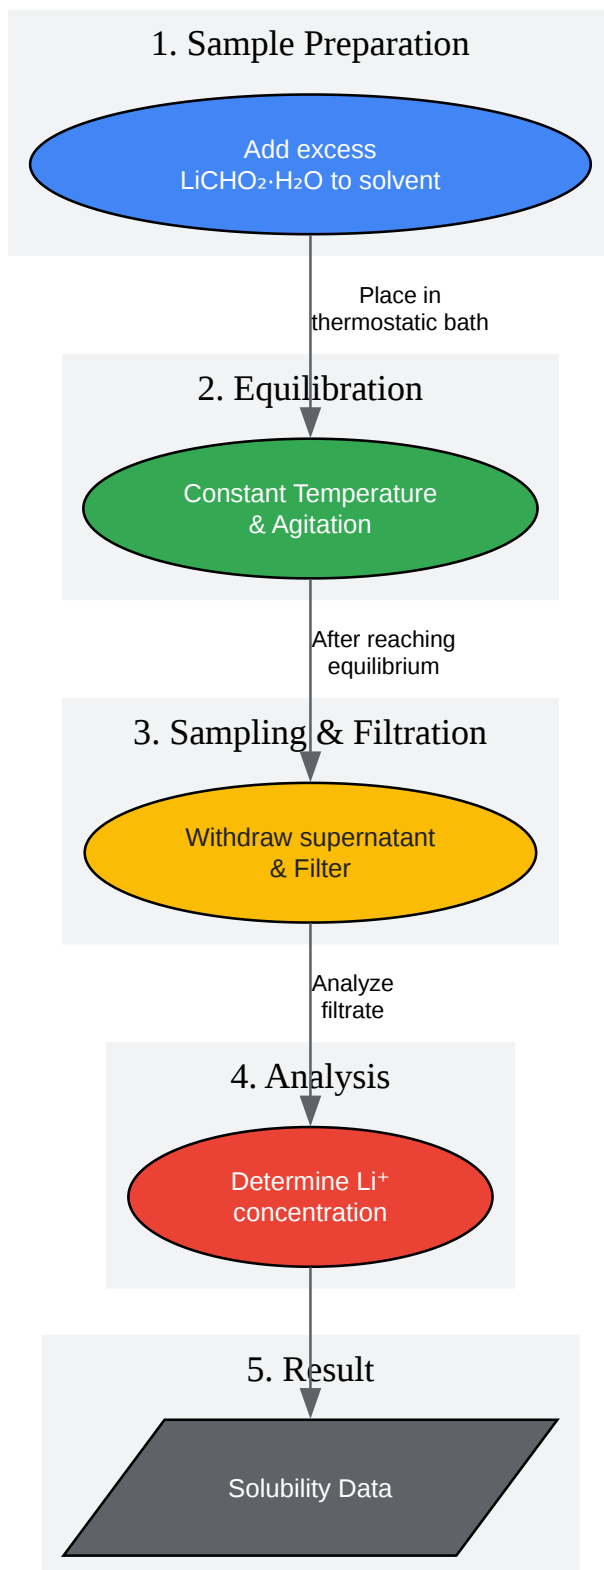 1. Sample Preparation
Add excess
LiCHO₂·H₂O to solvent
Place in
thermostatic bath
2. Equilibration
Constant Temperature
& Agitation
After reaching
equilibrium
3. Sampling & Filtration
Withdraw supernatant
& Filter
Analyze
filtrate
4. Analysis
Determine Li⁺
concentration
5. Result
Solubility Data